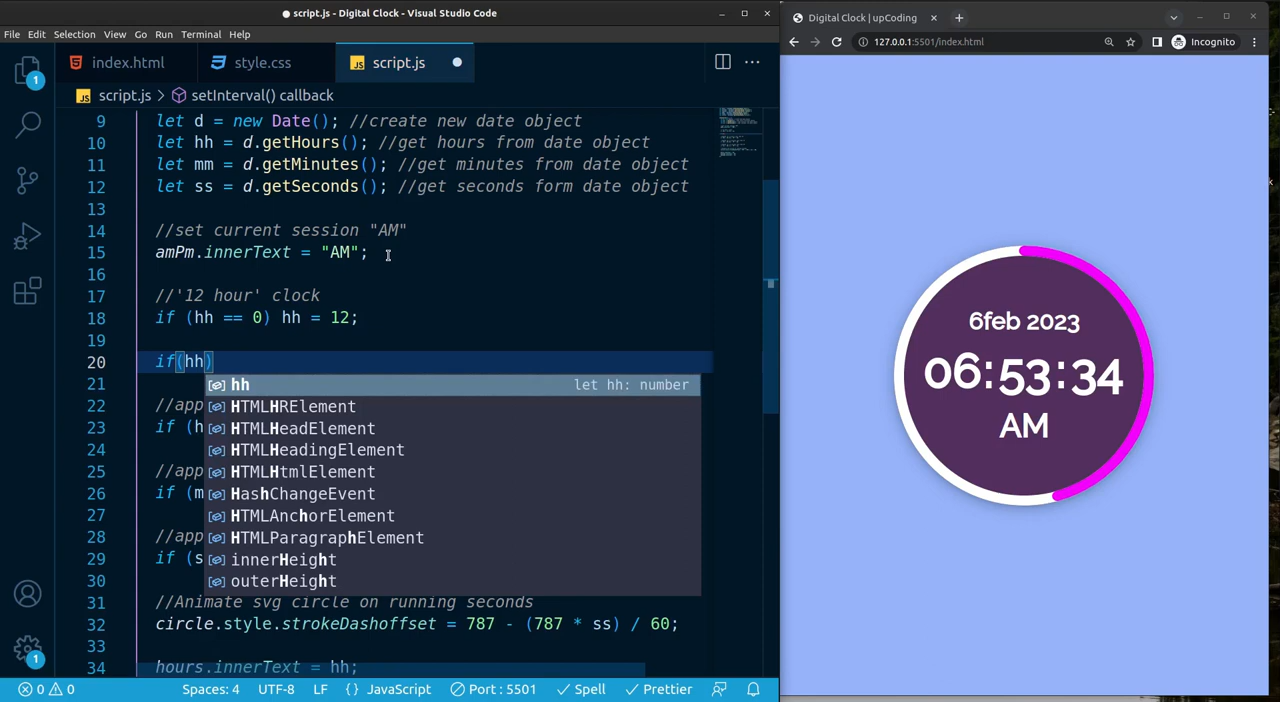 script.js - Digital Clock - Visual Studio Code
File Edit Selection View Go Run Terminal Help
index.html style.css script.js
script.js > setInterval() callback
9 let d = new Date(); //create new date object
10 let hh = d.getHours(); //get hours from date object
11 let mm = d.getMinutes(); //get minutes from date object
12 let ss = d.getSeconds(); //get seconds form date object
13
14 //set current session "AM"
15 amPm.innerText = "AM";
16
17 //'12 hour' clock
18 if (hh == 0) hh = 12;
19
20 if(hh)
hh let hh: number
HTMLHRElement
HTMLHeadElement
HTMLHeadingElement
HTMLHtmlElement
HashChangeEvent
HTMLAnchorElement
HTMLParagraphElement
innerHeight
outerHeight
21
22 //app
23 if (h
24
25 //app
26 if (m
27
28 //app
29 if (s
30
31 //Animate svg circle on running seconds
32 circle.style.strokeDashoffset = 787 - (787 * ss) / 60;
33
34 hours.innerText = hh;
1
1
0 0 Spaces: 4 UTF-8 LF {} JavaScript Port : 5501 Spell Prettier
Digital Clock | upCoding
127.0.0.1:5501/index.html Incognito
6feb 2023
06:53:34
AM